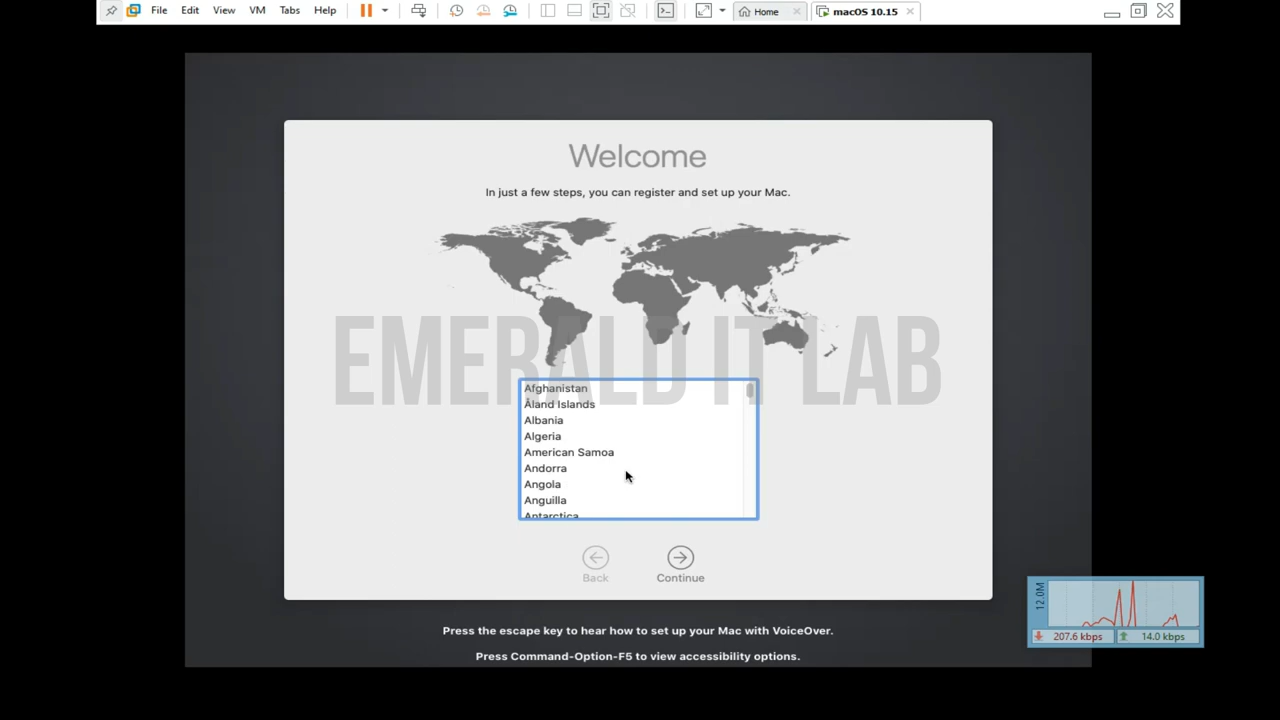 File Edit View VM Tabs Help Home macOS 10.15
Welcome
In just a few steps, you can register and set up your Mac.
EMERALD IT LAB
Afghanistan
Åland Islands
Albania
Algeria
American Samoa
Andorra
Angola
Anguilla
Antarctica
Back Continue
12.0M
207.6 kbps 14.0 kbps
Press the escape key to hear how to set up your Mac with VoiceOver.
Press Command-Option-F5 to view accessibility options.